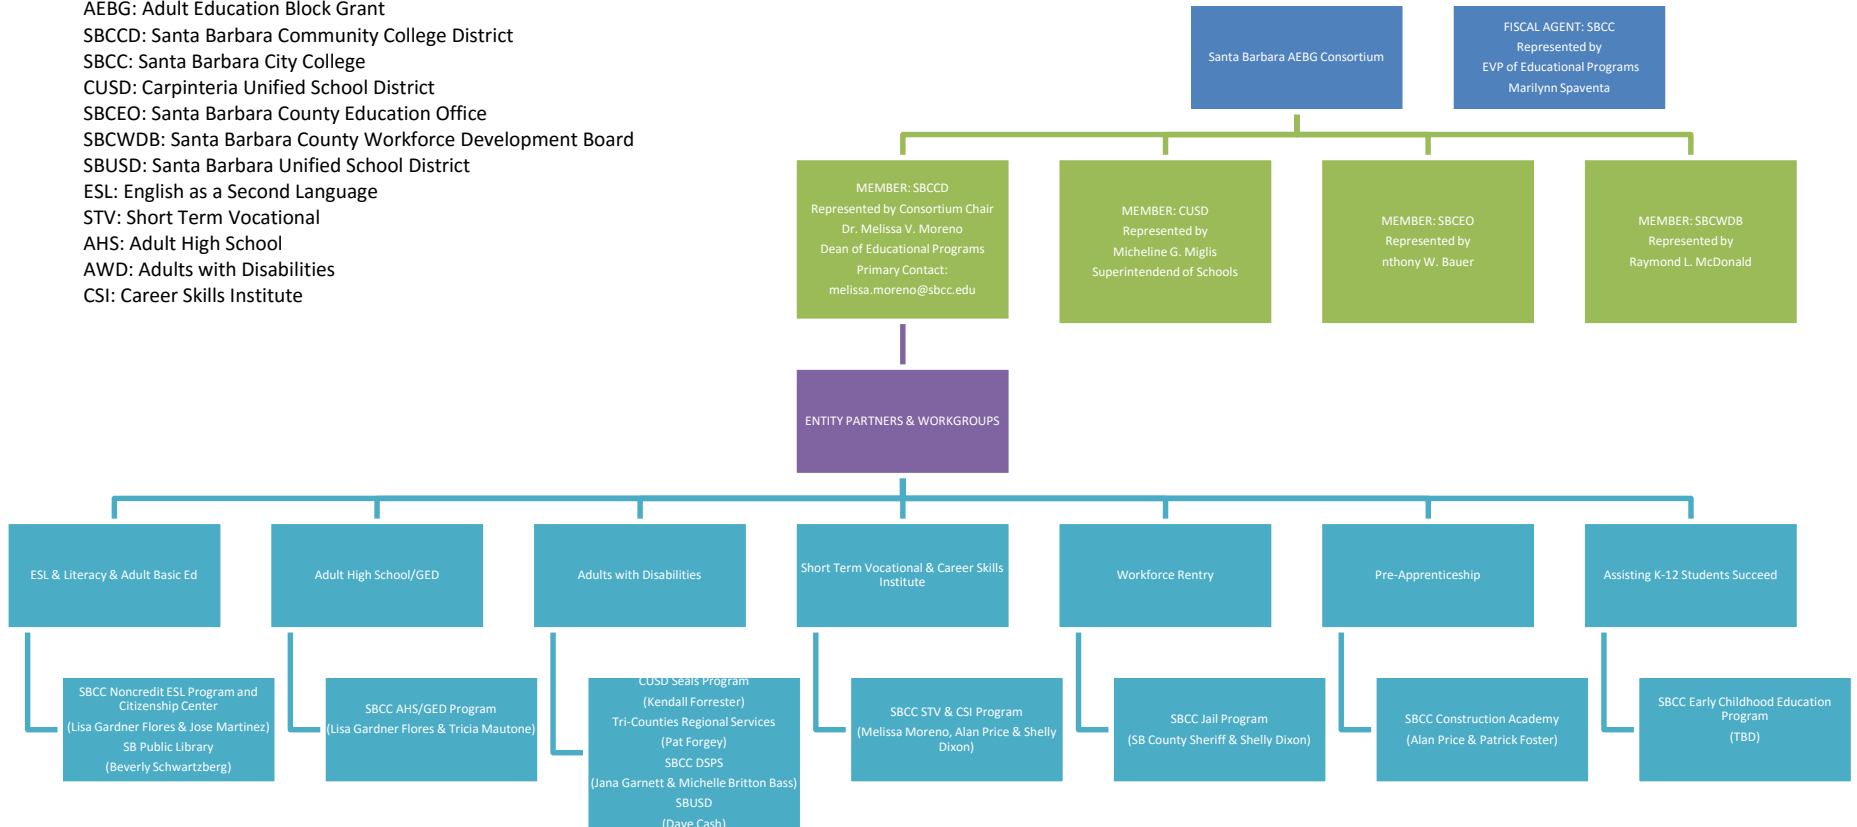 AEBG: Adult Education Block Grant
SBCCD: Santa Barbara Community College District
SBCC: Santa Barbara City College
CUSD: Carpinteria Unified School District
SBCEO: Santa Barbara County Education Office
SBCWDB: Santa Barbara County Workforce Development Board
SBUSD: Santa Barbara Unified School District
ESL: English as a Second Language
STV: Short Term Vocational
AHS: Adult High School
AWD: Adults with Disabilities
CSI: Career Skills Institute
Santa Barbara AEBG Consortium
FISCAL AGENT: SBCC
Represented by
EVP of Educational Programs
Marilynn Spaventa
MEMBER: SBCCD
Represented by Consortium Chair
Dr. Melissa V. Moreno
Dean of Educational Programs
Primary Contact:
melissa.moreno@sbcc.edu
MEMBER: CUSD
Represented by
Micheline G. Miglis
Superintendend of Schools
MEMBER: SBCEO
Represented by
nthony W. Bauer
MEMBER: SBCWDB
Represented by
Raymond L. McDonald
ENTITY PARTNERS & WORKGROUPS
ESL & Literacy & Adult Basic Ed
Adult High School/GED
Adults with Disabilities
Short Term Vocational & Career Skills
Institute
Workforce Rentry
Pre-Apprenticeship
Assisting K-12 Students Succeed
SBCC Noncredit ESL Program and
Citizenship Center
(Lisa Gardner Flores & Jose Martinez)
SB Public Library
(Beverly Schwartzberg)
SBCC AHS/GED Program
(Lisa Gardner Flores & Tricia Mautone)
CUSD Seals Program
(Kendall Forrester)
Tri-Counties Regional Services
(Pat Forgey)
SBCC DSPS
(Jana Garnett & Michelle Britton Bass)
SBUSD
(Dave Cash)
SBCC STV & CSI Program
(Melissa Moreno, Alan Price & Shelly
Dixon)
SBCC Jail Program
(SB County Sheriff & Shelly Dixon)
SBCC Construction Academy
(Alan Price & Patrick Foster)
SBCC Early Childhood Education
Program
(TBD)